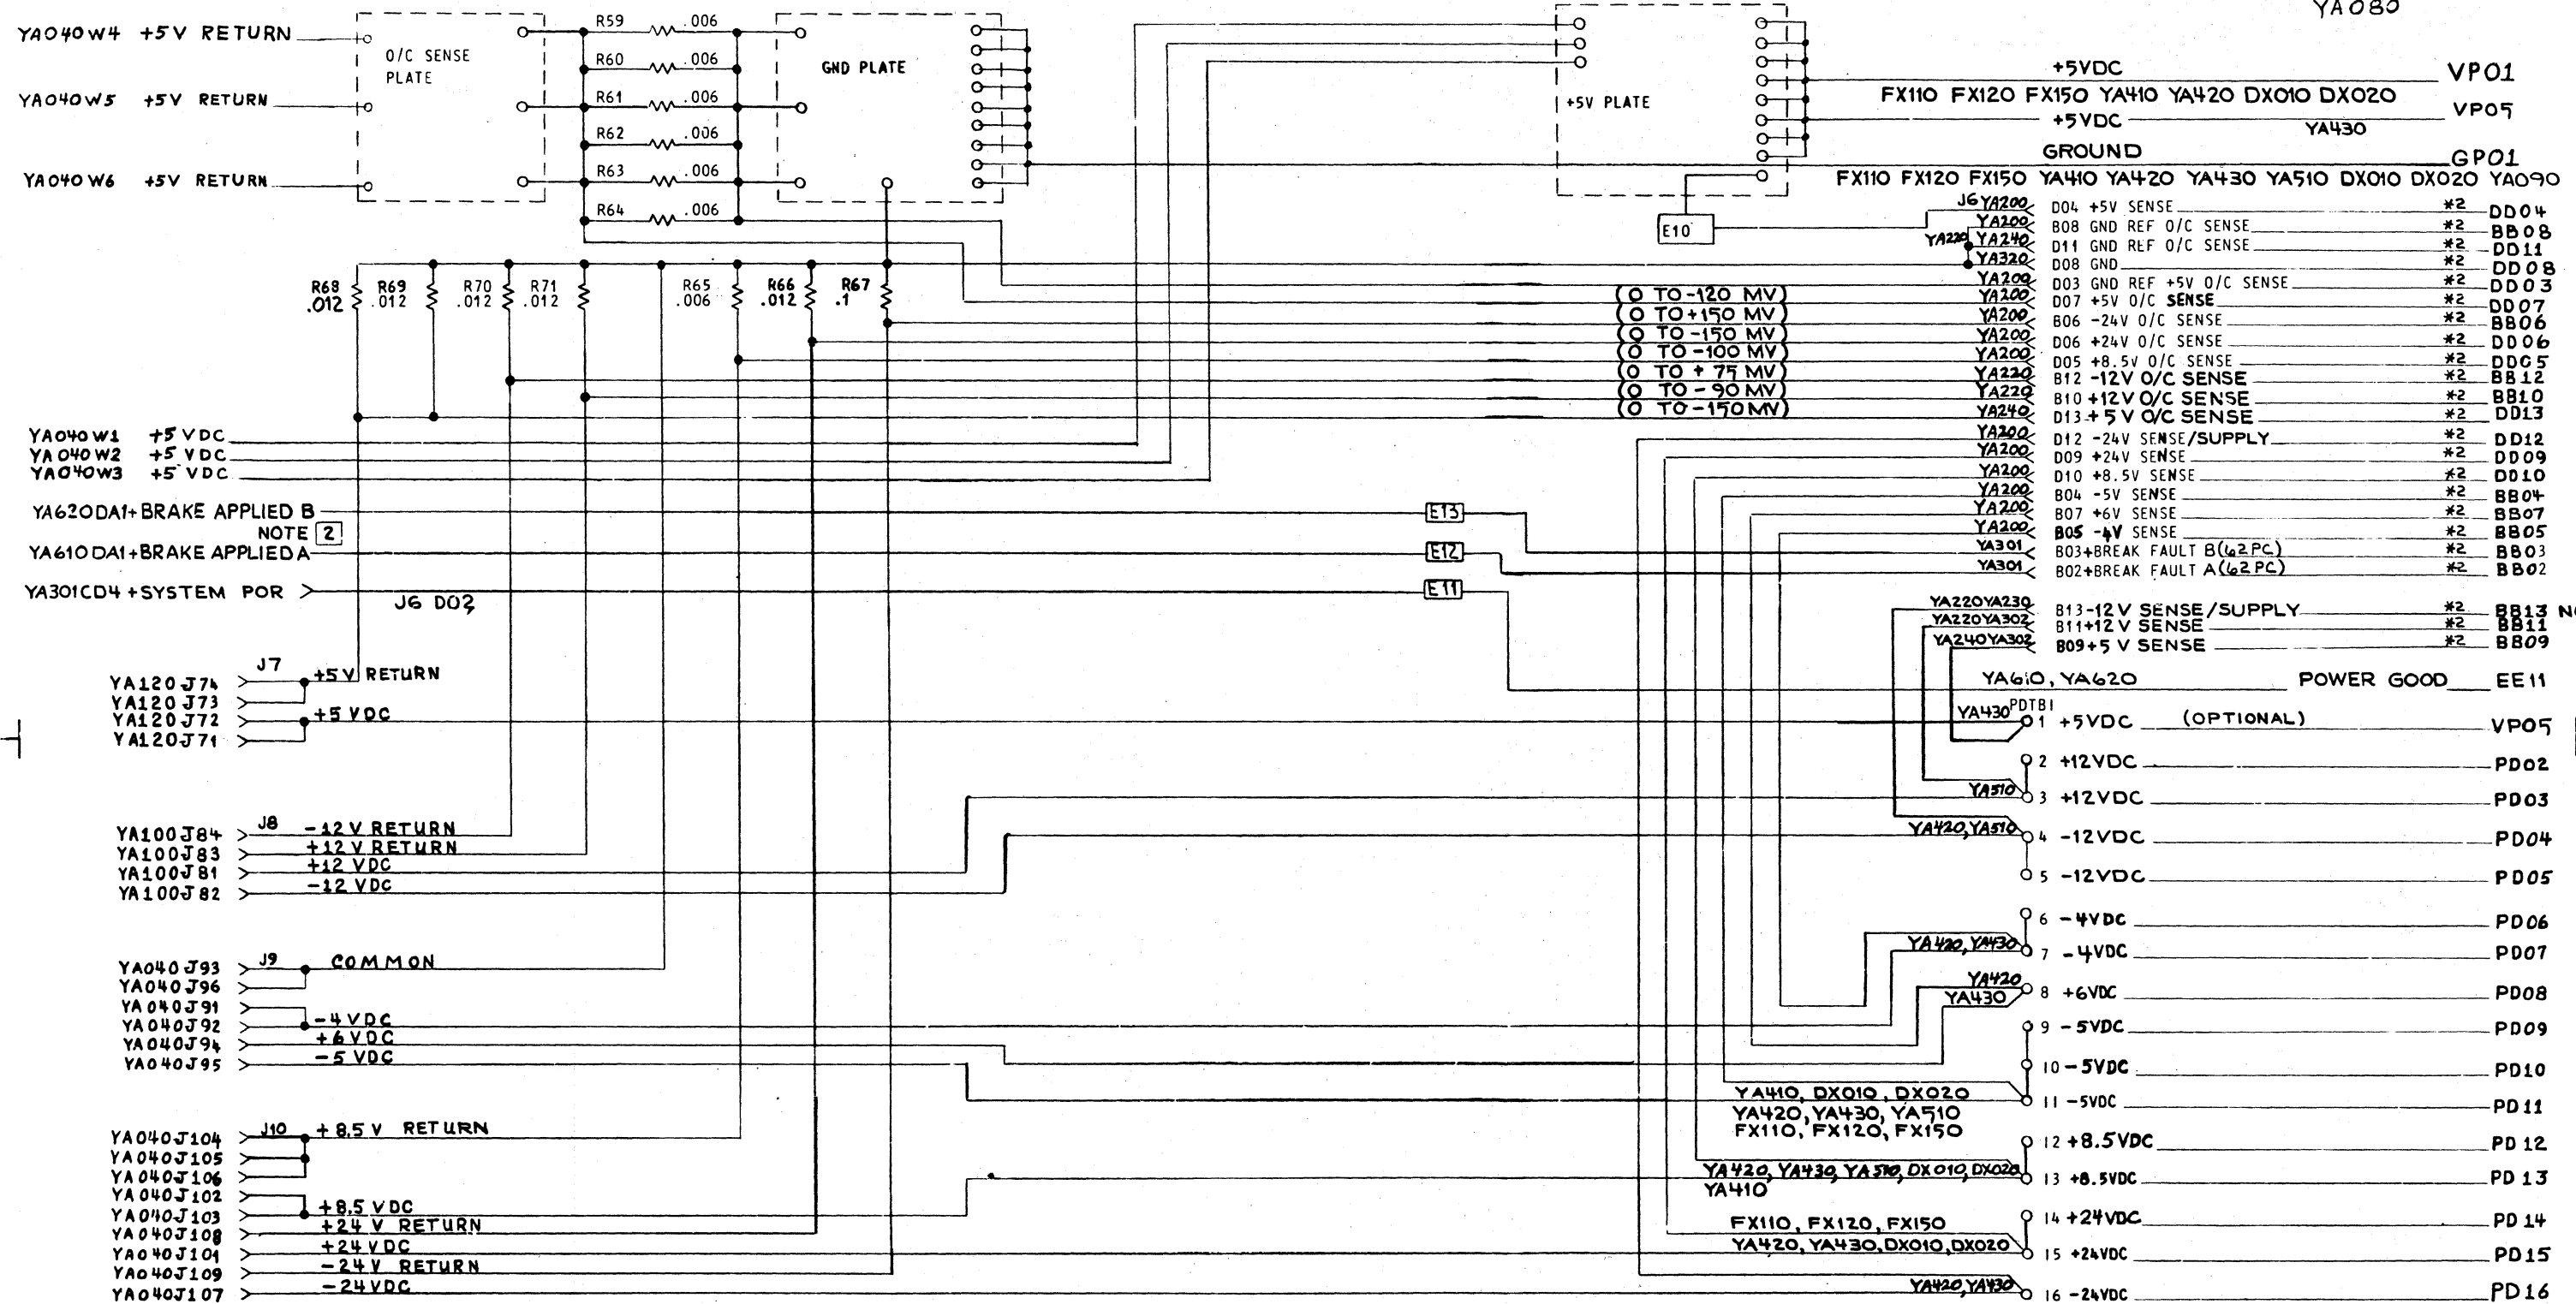 YA080
YA040W4 +5V RETURN
O/C SENSE
PLATE
R59 .006
R60 .006
R61 .006
R62 .006
R63 .006
R64 .006
GND PLATE
+5V PLATE
YA040W5 +5V RETURN
YA040W6 +5V RETURN
+5VDC VP01
FX110 FX120 FX150 YA410 YA420 DX010 DX020
+5VDC YA430 VP05
GROUND GP01
FX110 FX120 FX150 YA410 YA420 YA430 YA510 DX010 DX020 YA090
E10
J6 YA200 D04 +5V SENSE *2 DD04
YA200 B08 GND REF O/C SENSE *2 BB08
YA220 YA240 D11 GND REF O/C SENSE *2 DD11
YA320 D08 GND *2 DD08
YA200 D03 GND REF +5V O/C SENSE *2 DD03
(0 TO -120 MV) YA200 D07 +5V O/C SENSE *2 DD07
(0 TO +150 MV) YA200 B06 -24V O/C SENSE *2 BB06
(0 TO -150 MV) YA200 D06 +24V O/C SENSE *2 DD06
(0 TO -100 MV) YA200 D05 +8.5V O/C SENSE *2 DD05
(0 TO + 75 MV) YA220 B12 -12V O/C SENSE *2 BB12
(0 TO - 90 MV) YA220 B10 +12V O/C SENSE *2 BB10
(0 TO -150MV) YA240 D13 +5V O/C SENSE *2 DD13
R68 .012
R69 .012
R70 .012
R71 .012
R65 .006
R66 .012
R67 .1
YA040W1 +5 VDC
YA040W2 +5 VDC
YA040W3 +5 VDC
YA200 D12 -24V SENSE/SUPPLY *2 DD12
YA200 D09 +24V SENSE *2 DD09
YA200 D10 +8.5V SENSE *2 DD10
YA200 B04 -5V SENSE *2 BB04
YA200 B07 +6V SENSE *2 BB07
YA200 B05 -4V SENSE *2 BB05
YA301 B03+BREAK FAULT B(62PC) *2 BB03
YA301 B02+BREAK FAULT A(62PC) *2 BB02
YA620DA1+BRAKE APPLIED B E13
NOTE 2
YA610DA1+BRAKE APPLIED A E12
YA301CD4 +SYSTEM POR J6 D02 E11
YA220YA230 B13-12V SENSE/SUPPLY *2 BB13
YA220YA302 B11+12V SENSE *2 BB11
YA240YA302 B09+5 V SENSE *2 BB09
YA610, YA620 POWER GOOD EE11
J7
YA120J74 +5V RETURN
YA120J73
YA120J72 +5 VDC
YA120J71
YA430 PDTB1
1 +5VDC (OPTIONAL) VP05
2 +12VDC PD02
YA510 3 +12VDC PD03
YA420,YA510 4 -12VDC PD04
5 -12VDC PD05
J8
YA100J84 -12 V RETURN
YA100J83 +12 V RETURN
YA100J81 +12 VDC
YA100J82 -12 VDC
6 -4VDC PD06
YA420,YA430 7 -4VDC PD07
YA420
YA430 8 +6VDC PD08
9 -5VDC PD09
10 -5VDC PD10
11 -5VDC PD11
YA410, DX010, DX020
YA420, YA430, YA510
FX110, FX120, FX150
J9
YA040J93 COMMON
YA040J96
YA040J91
YA040J92 -4 VDC
YA040J94 +6 VDC
YA040J95 -5 VDC
J10
YA040J104 +8.5 V RETURN
YA040J105
YA040J106
YA040J102
YA040J103 +8.5 VDC
YA040J108 +24 V RETURN
YA040J101 +24 VDC
YA040J109 -24 V RETURN
YA040J107 -24VDC
12 +8.5VDC PD12
YA420, YA430, YA510, DX010, DX020
YA410
13 +8.5VDC PD13
14 +24VDC PD14
FX110, FX120, FX150
YA420, YA430, DX010, DX020
15 +24VDC PD15
YA420,YA430 16 -24VDC PD16